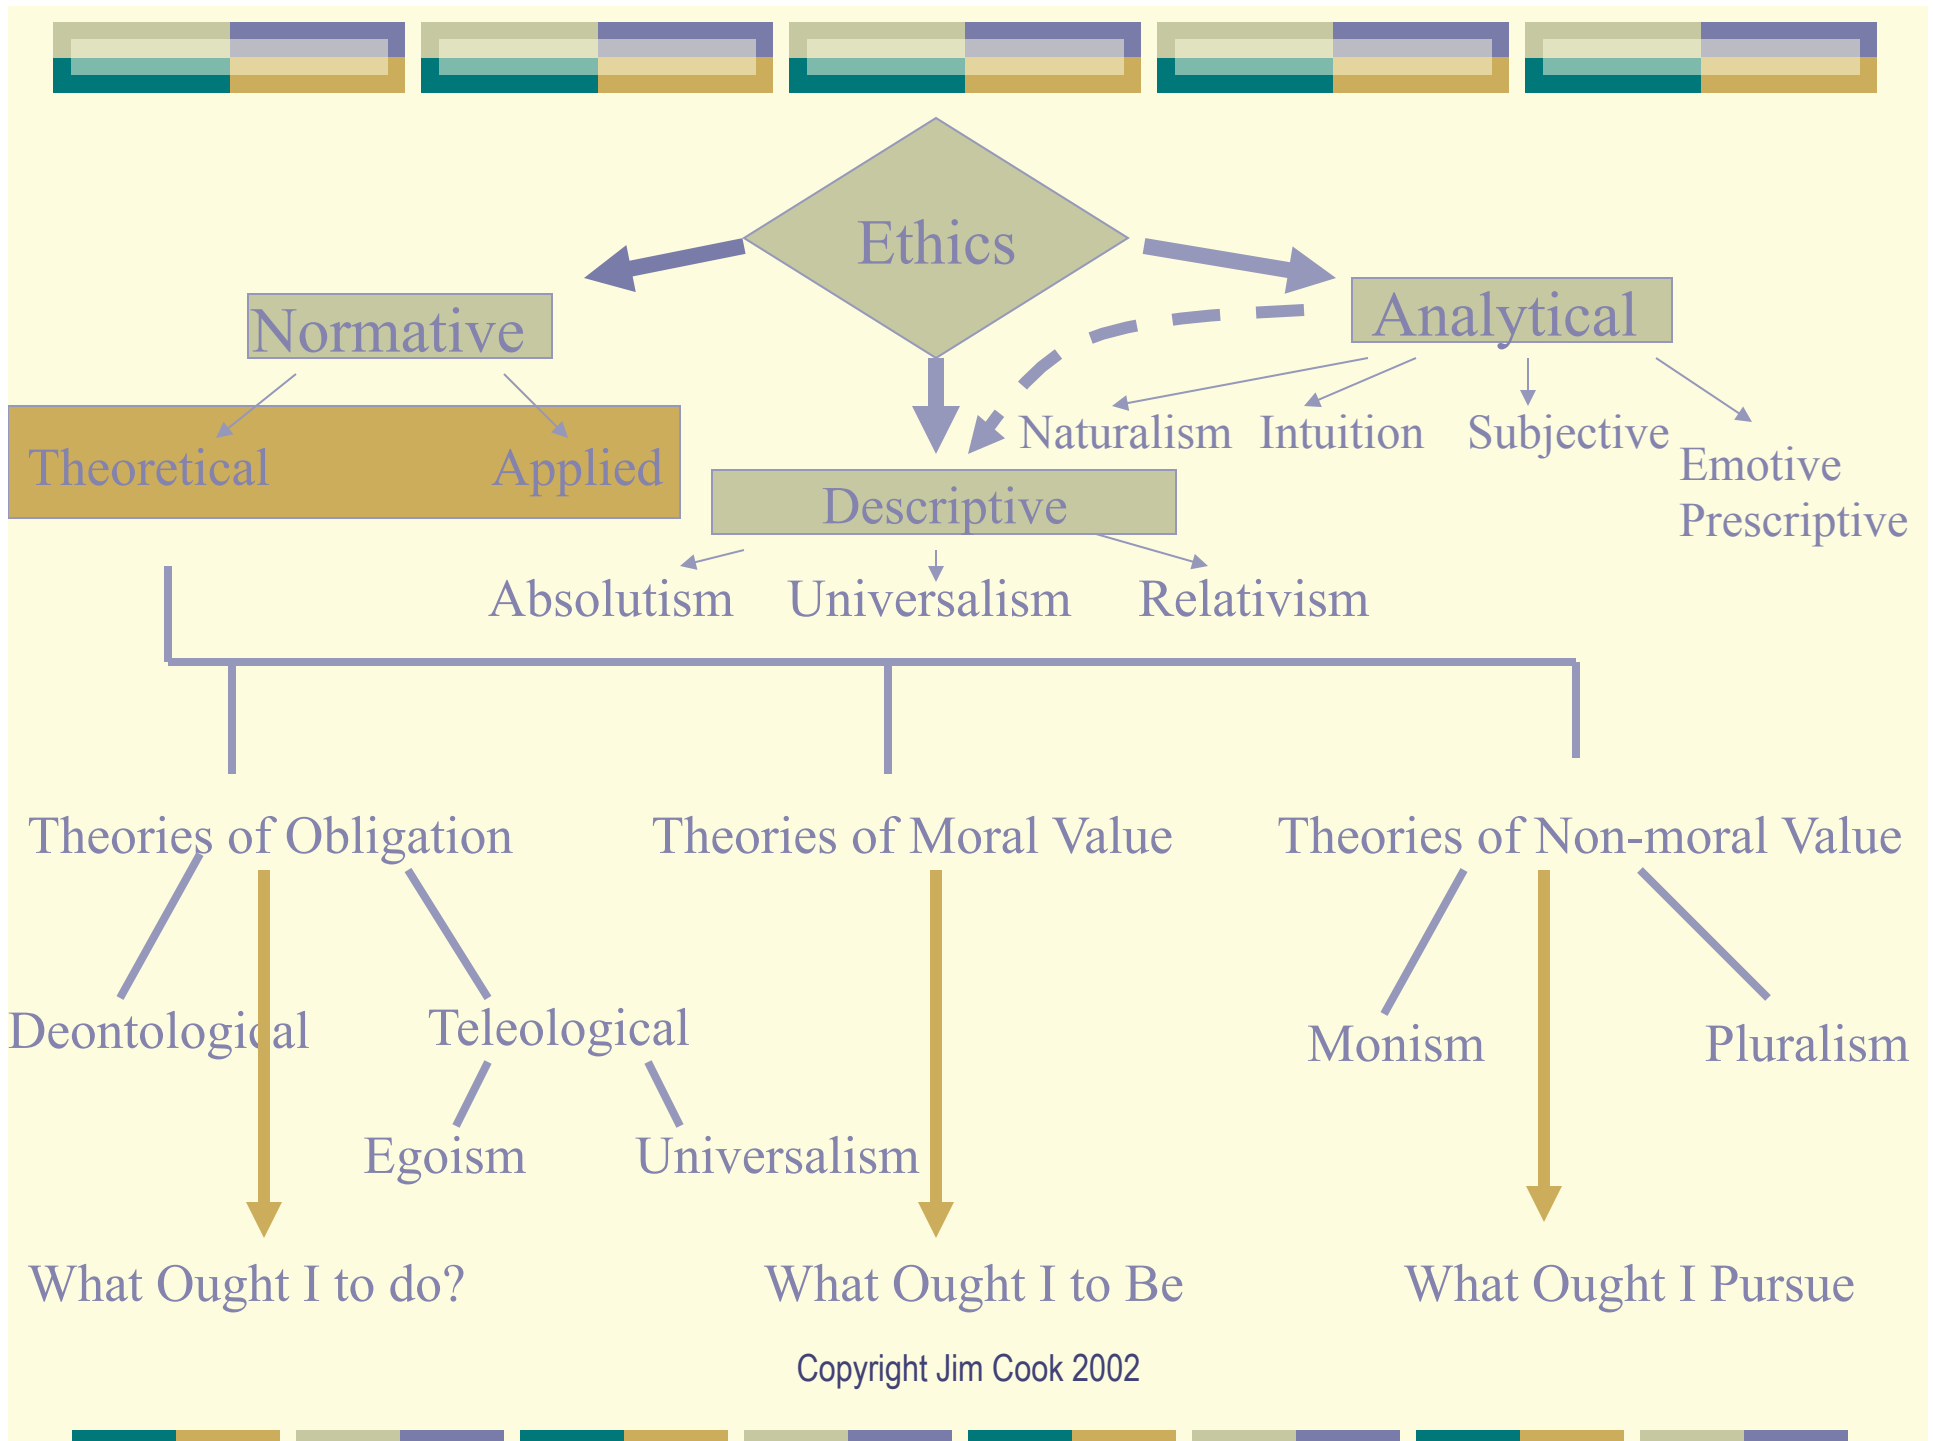 Ethics
Normative
Analytical
Naturalism
Intuition
Subjective
Emotive
Prescriptive
Theoretical
Applied
Descriptive
Absolutism
Universalism
Relativism
Theories of Obligation
Theories of Moral Value
Theories of Non-moral Value
Deontological
Teleological
Monism
Pluralism
Egoism
Universalism
What Ought I to do?
What Ought I to Be
What Ought I Pursue
Copyright Jim Cook 2002